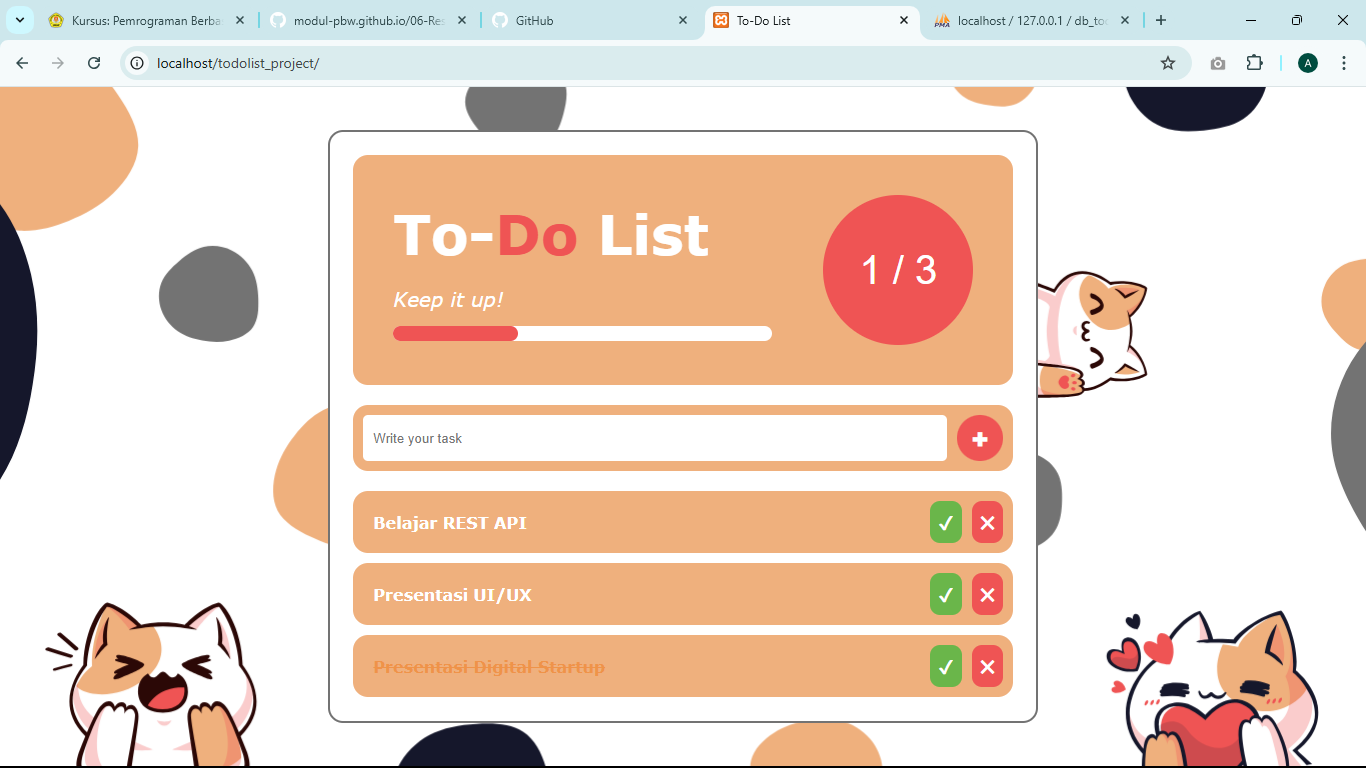 Kursus: Pemrograman Berba
modul-pbw.github.io/06-Res
GitHub
To-Do List
localhost / 127.0.0.1 / db_too
localhost/todolist_project/
A
To-Do List
Keep it up!
1 / 3
Write your task
Belajar REST API
Presentasi UI/UX
Presentasi Digital Startup